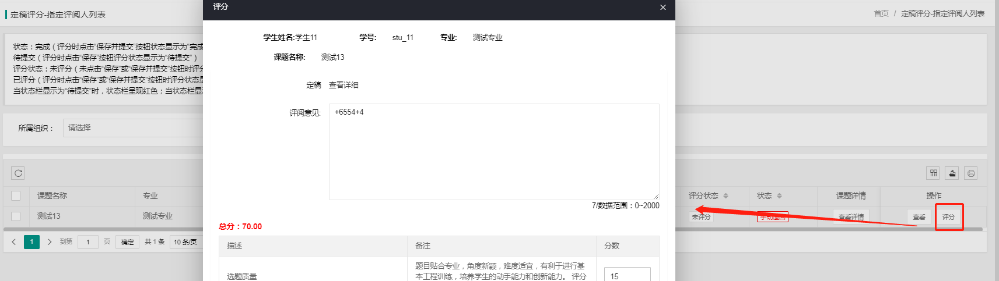 定稿评分-指定评阅人列表
首页 / 定稿评分-指定评阅人列表
评分
状态：完成（评分时点击“保存并提交”按钮状态显示为“完成
待提交（评分时点击“保存”按钮评分状态显示为“待提交”）
评分状态：未评分（未点击“保存”或“保存并提交”按钮时评分
已评分（评分时点击“保存”或“保存并提交”按钮时评分状态显
当状态栏显示为“待提交”时，状态栏呈现红色；当状态栏显
所属组织： 请选择
学生姓名:学生11 学号: stu_11 专业: 测试专业
课题名称: 测试13
定稿 查看详细
评阅意见: +6554+4
7/数据范围：0~2000
总分：70.00
描述 备注 分数
选题质量 题目贴合专业，角度新颖，难度适宜，有利于进行基
本工程训练，培养学生的动手能力和创新能力。 评分
15
课题名称 专业 评分状态 状态 课题详情 操作
测试13 测试专业 未评分 查看详情 查看 评分
1 到第 1 页 确定 共 1 条 10 条/页